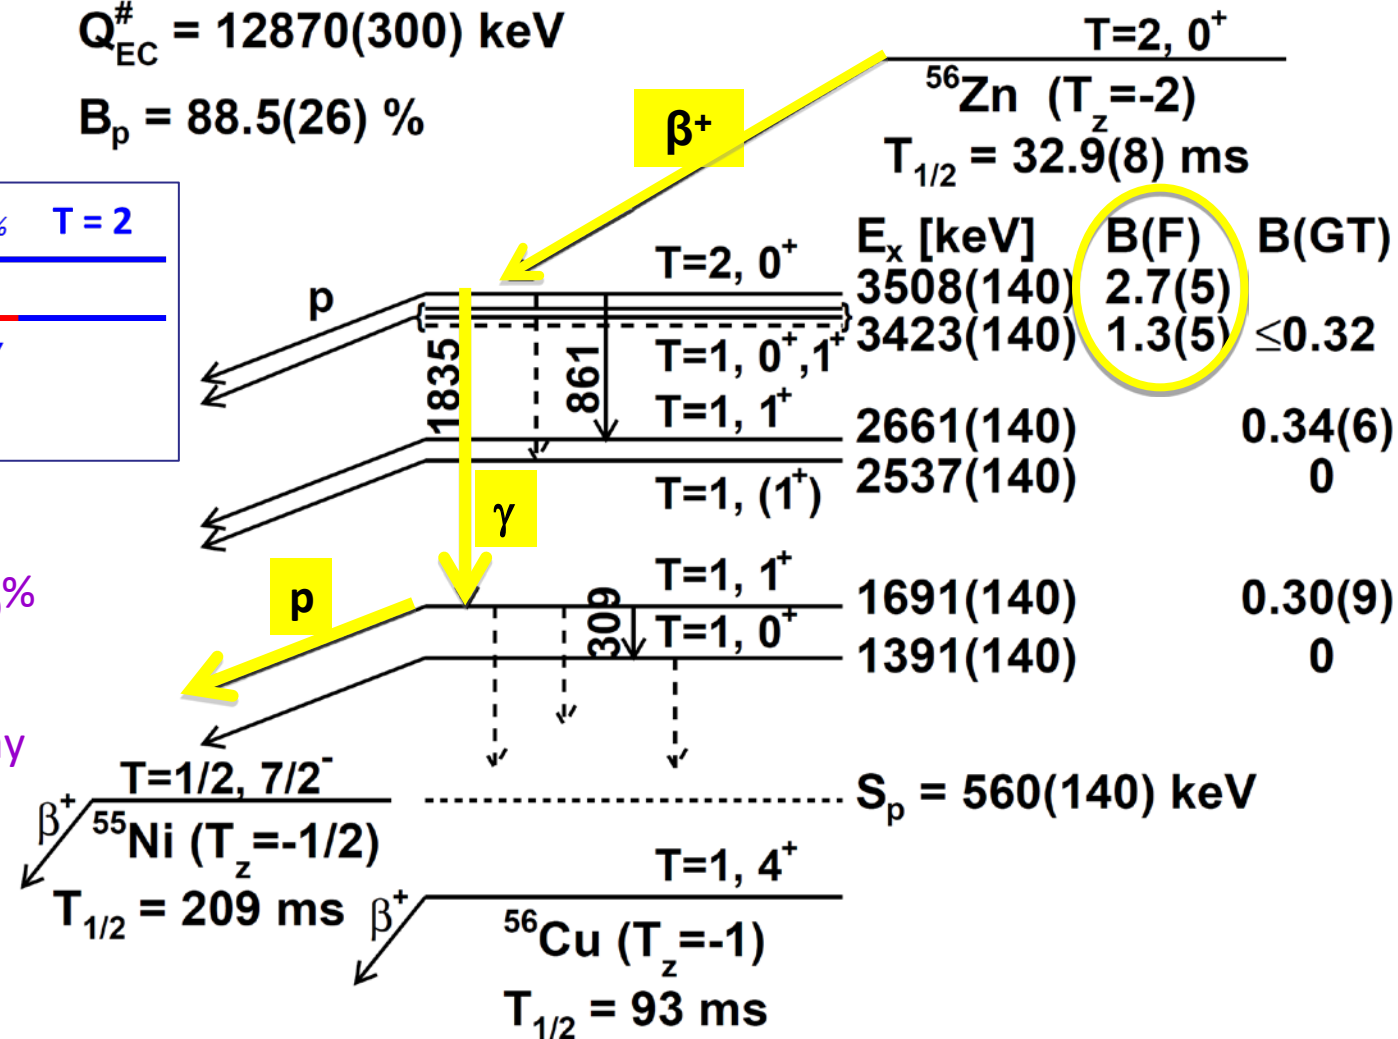 Q#EC = 12870(300) keV
T=2, 0+
56Zn (Tz=-2)
Bp = 88.5(26) %
β+
T1/2 = 32.9(8) ms
% T = 2
Ex [keV] B(F) B(GT)
T=2, 0+
3508(140) 2.7(5)
p
3423(140) 1.3(5) ≤0.32
T=1, 0+,1+
1835
861
T=1, 1+
2661(140) 0.34(6)
2537(140) 0
T=1, (1+)
γ
T=1, 1+
%
p
1691(140) 0.30(9)
309
T=1, 0+
1391(140) 0
y
T=1/2, 7/2-
Sp = 560(140) keV
β+
55Ni (Tz=-1/2)
T=1, 4+
T1/2 = 209 ms
β+
56Cu (Tz=-1)
T1/2 = 93 ms